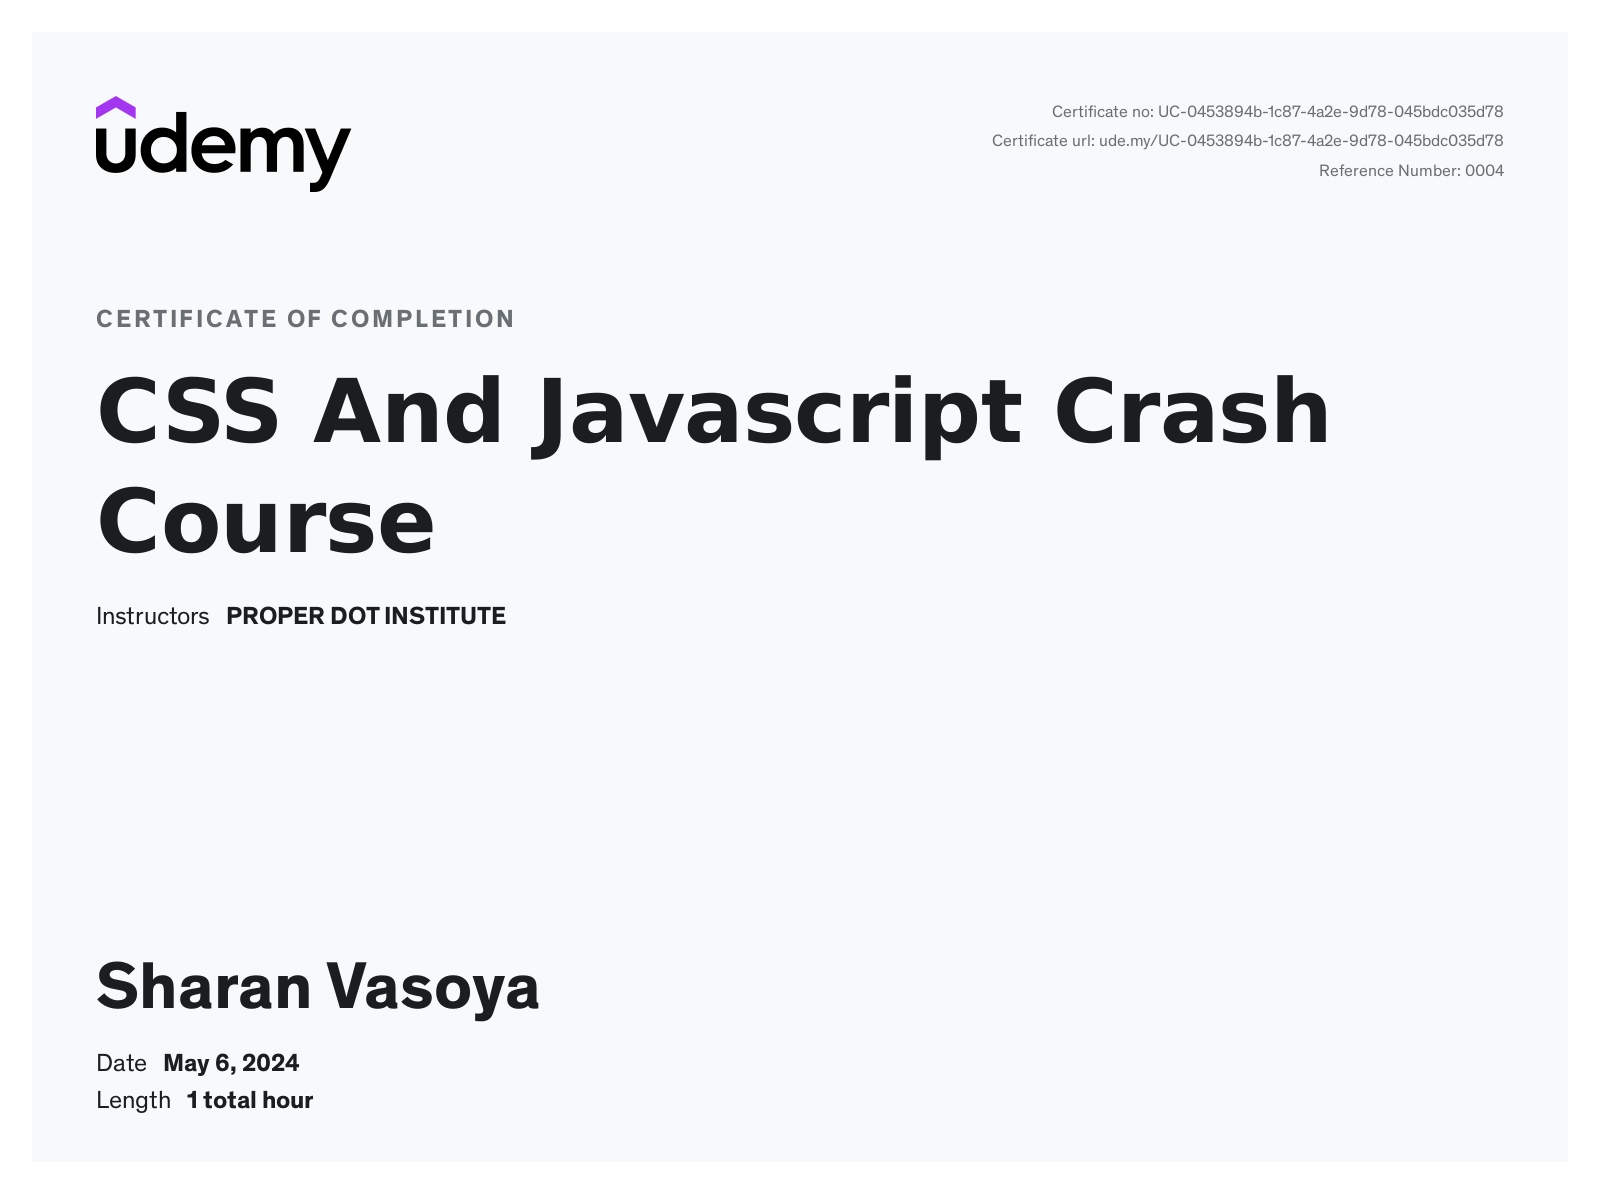 udemy
Certificate no: UC-0453894b-1c87-4a2e-9d78-045bdc035d78
Certificate url: ude.my/UC-0453894b-1c87-4a2e-9d78-045bdc035d78
Reference Number: 0004
CERTIFICATE OF COMPLETION
CSS And Javascript Crash
Course
Instructors PROPER DOT INSTITUTE
Sharan Vasoya
Date May 6, 2024
Length 1 total hour